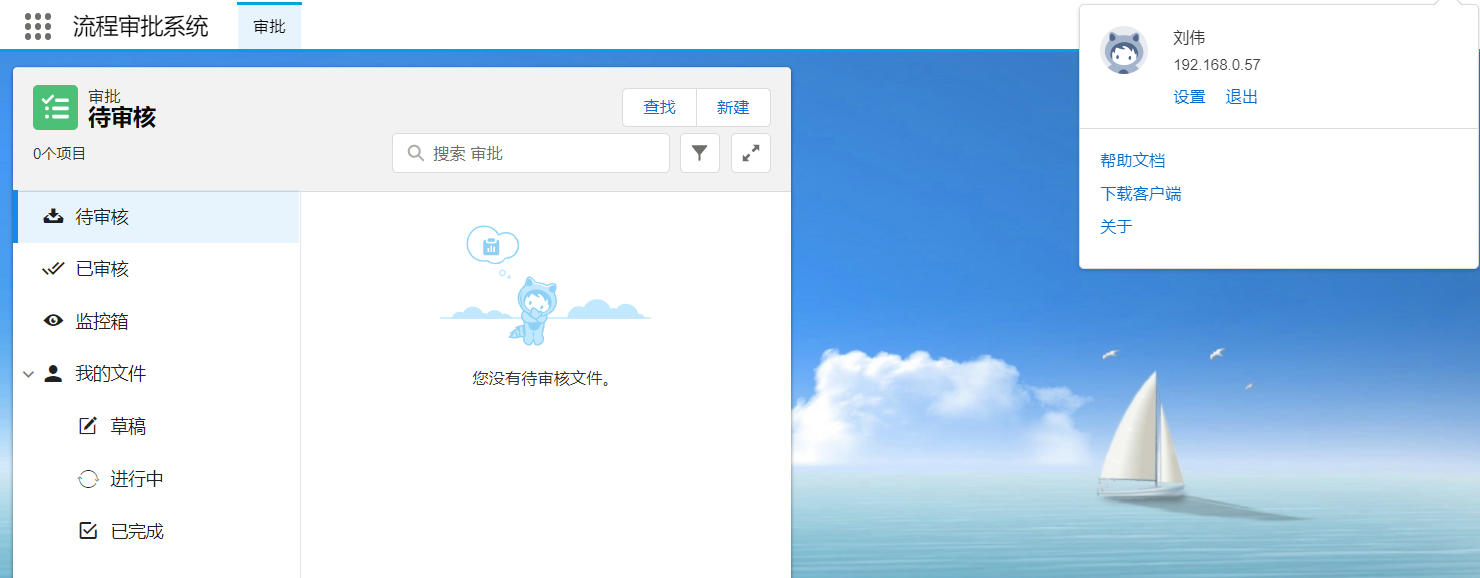 流程审批系统
审批
刘伟
192.168.0.57
设置 退出
帮助文档
下载客户端
关于
审批
待审核
0个项目
查找
新建
搜索 审批
待审核
已审核
监控箱
我的文件
草稿
进行中
已完成
您没有待审核文件。